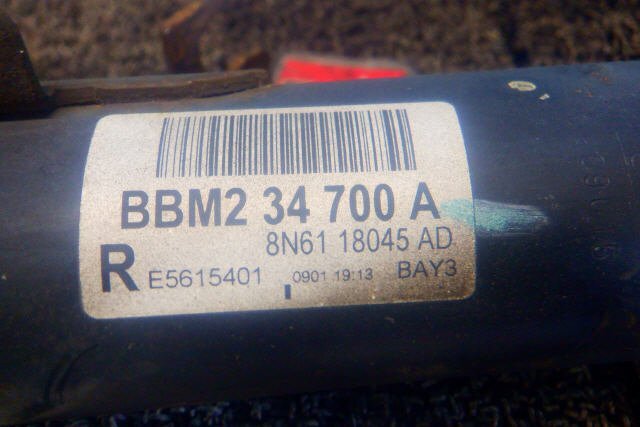 BBM2 34 700 A
8N61 18045 AD
R E5615401 0901 19:13 BAY3